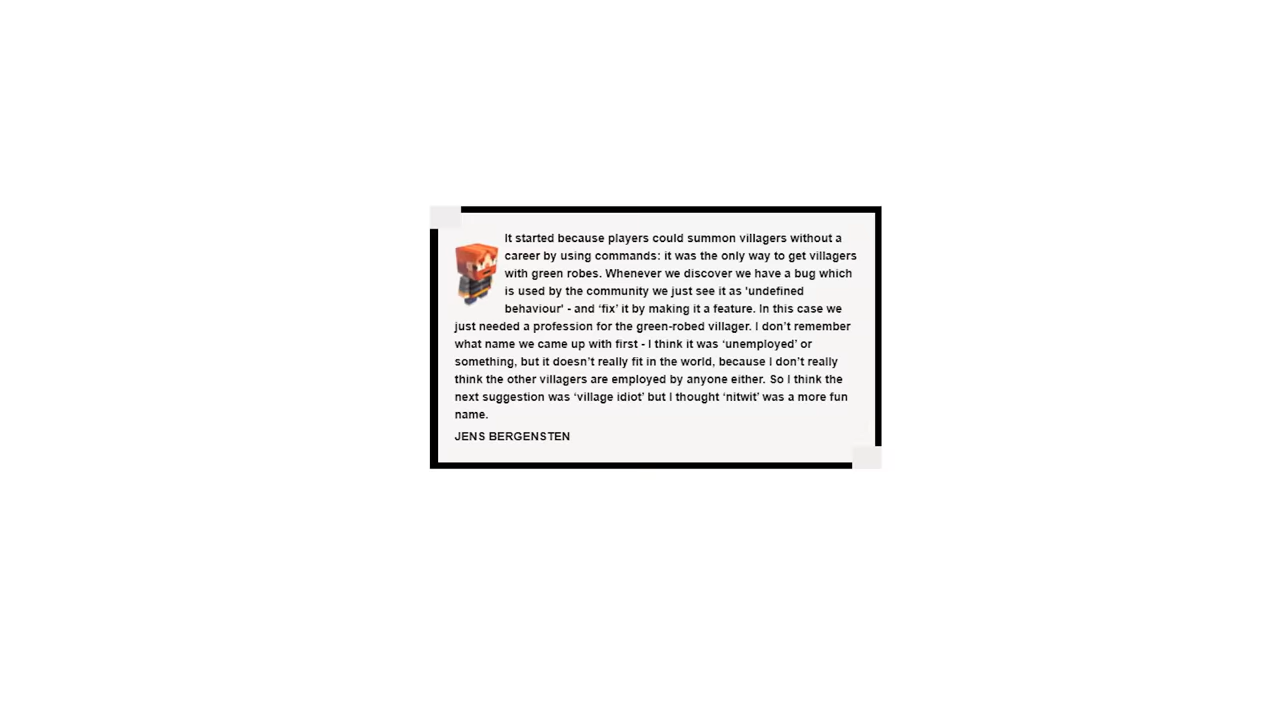 It started because players could summon villagers without a
career by using commands: it was the only way to get villagers
with green robes. Whenever we discover we have a bug which
is used by the community we just see it as 'undefined
behaviour' - and ‘fix’ it by making it a feature. In this case we
just needed a profession for the green-robed villager. I don’t remember
what name we came up with first - I think it was ‘unemployed’ or
something, but it doesn’t really fit in the world, because I don’t really
think the other villagers are employed by anyone either. So I think the
next suggestion was ‘village idiot’ but I thought ‘nitwit’ was a more fun
name.
JENS BERGENSTEN